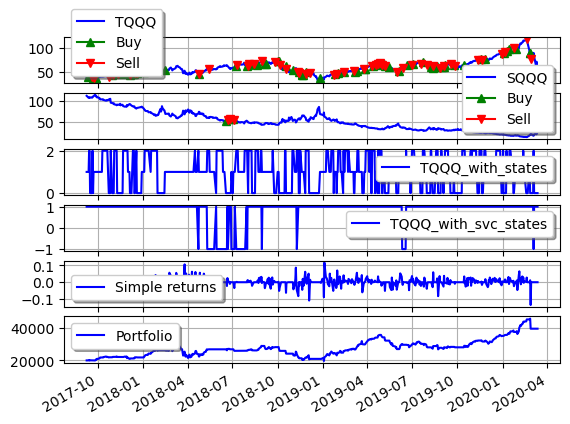 TQQQ
Buy
Sell
100
50
SQQQ
Buy
Sell
100
50
TQQQ_with_states
2
0
TQQQ_with_svc_states
1
0
−1
Simple returns
0.1
0.0
−0.1
Portfolio
40000
20000
2017-10
2018-01
2018-04
2018-07
2018-10
2019-01
2019-04
2019-07
2019-10
2020-01
2020-04